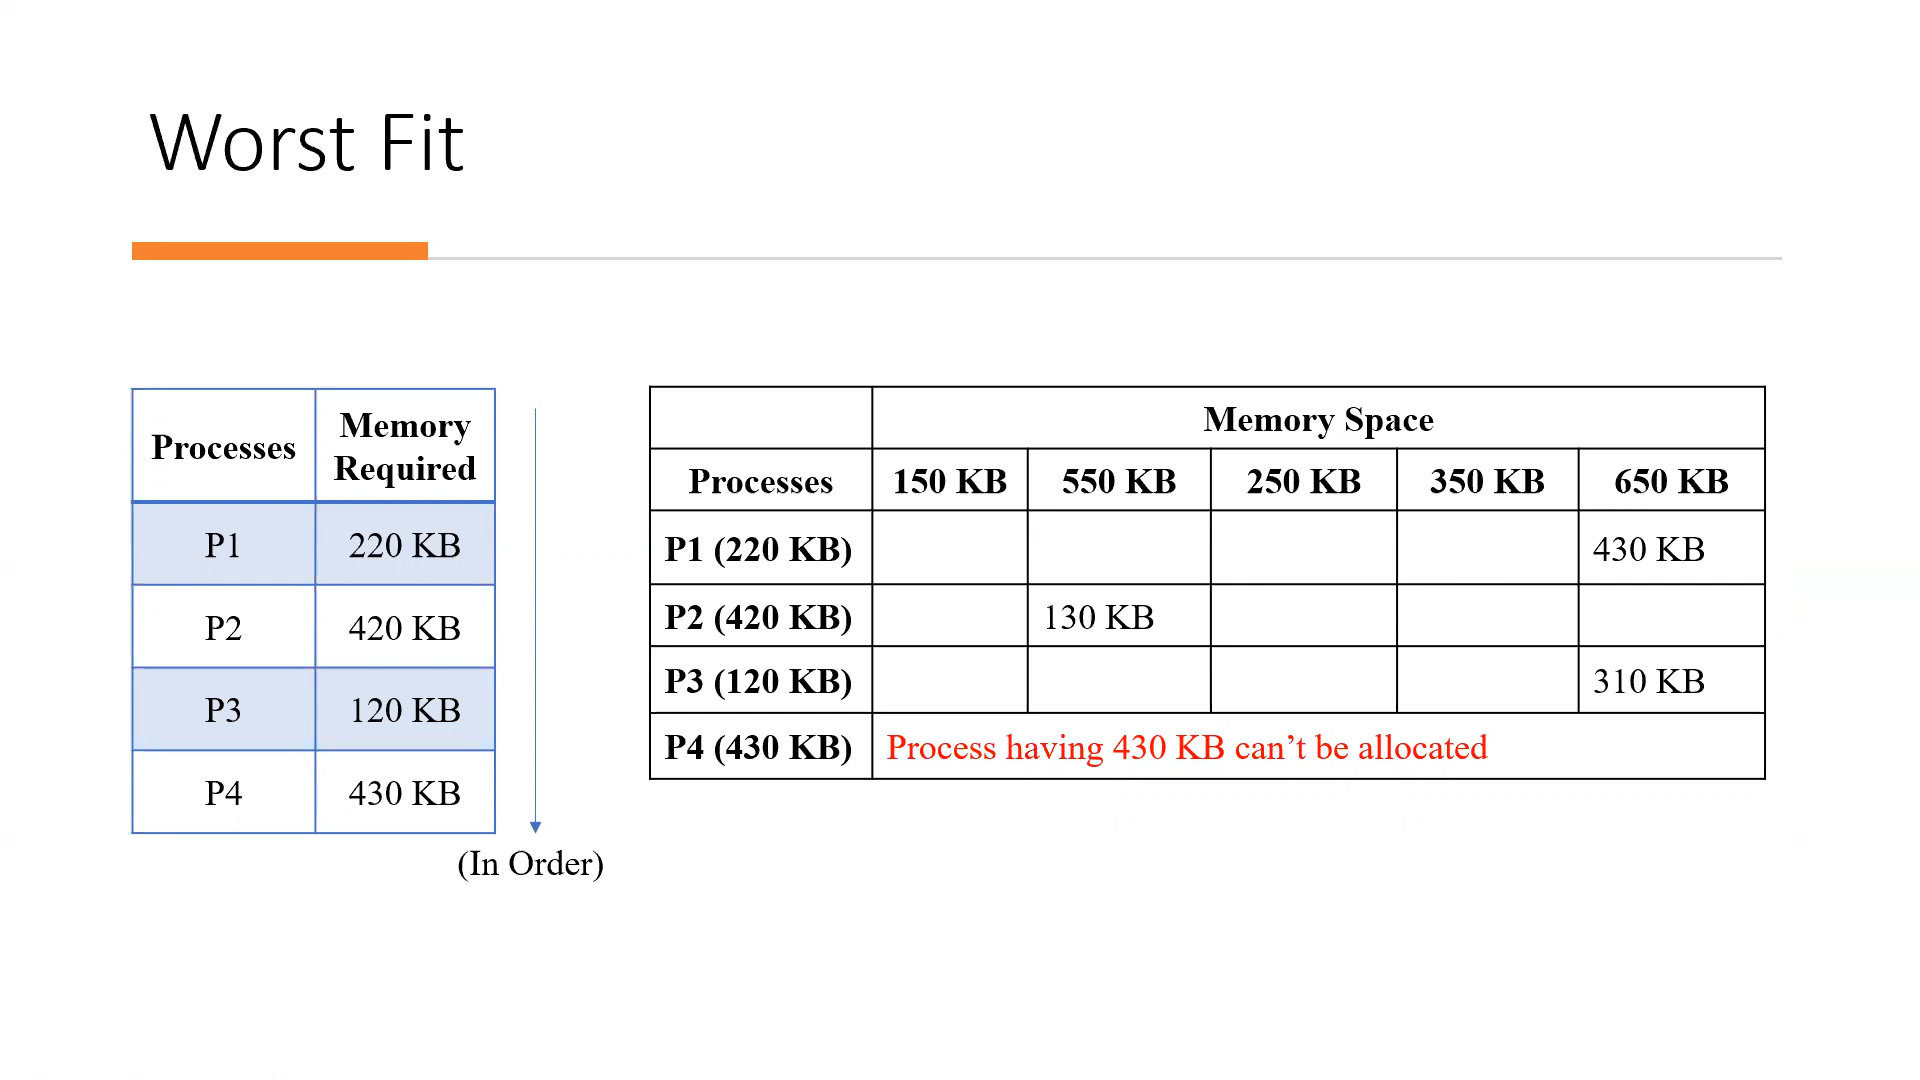 Worst Fit
Processes
Memory
Required
P1 220 KB
P2 420 KB
P3 120 KB
P4 430 KB
(In Order)
Memory Space
Processes 150 KB 550 KB 250 KB 350 KB 650 KB
P1 (220 KB) 430 KB
P2 (420 KB) 130 KB
P3 (120 KB) 310 KB
P4 (430 KB) Process having 430 KB can’t be allocated